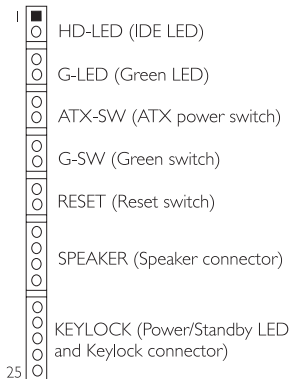 1
HD-LED (IDE LED)
G-LED (Green LED)
ATX-SW (ATX power switch)
G-SW (Green switch)
RESET (Reset switch)
SPEAKER (Speaker connector)
KEYLOCK (Power/Standby LED
and Keylock connector)
25